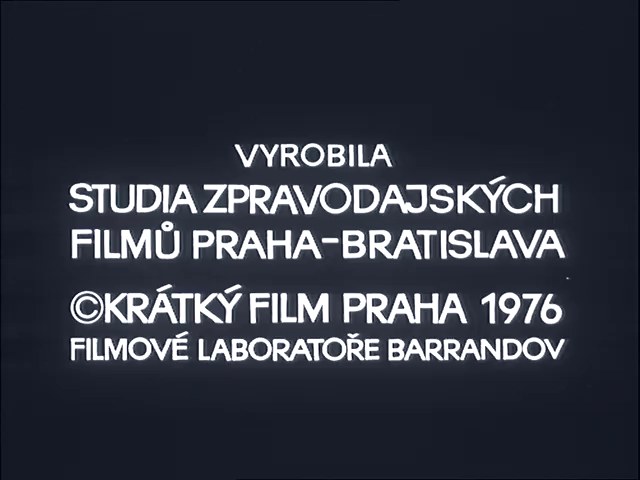 VYROBILA
STUDIA ZPRAVODAJSKÝCH
FILMŮ PRAHA-BRATISLAVA
©KRÁTKÝ FILM PRAHA 1976
FILMOVÉ LABORATOŘE BARRANDOV